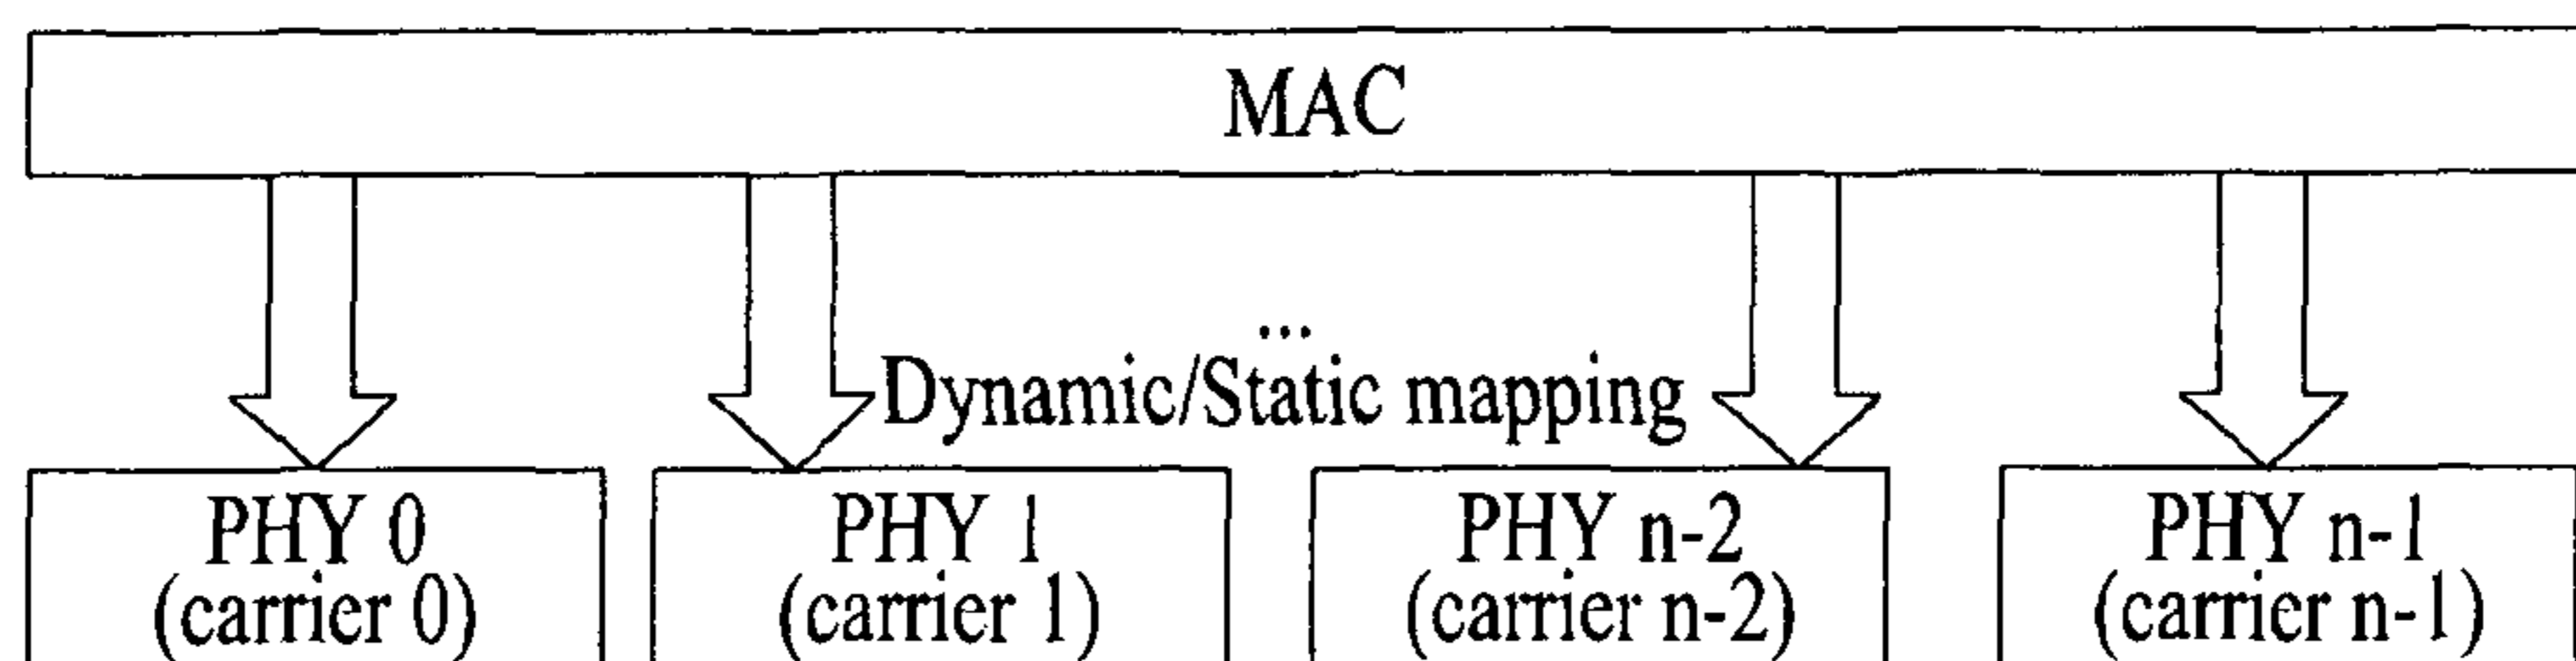 MAC
...
Dynamic/Static mapping
PHY 0
(carrier 0)
PHY 1
(carrier 1)
PHY n-2
(carrier n-2)
PHY n-1
(carrier n-1)